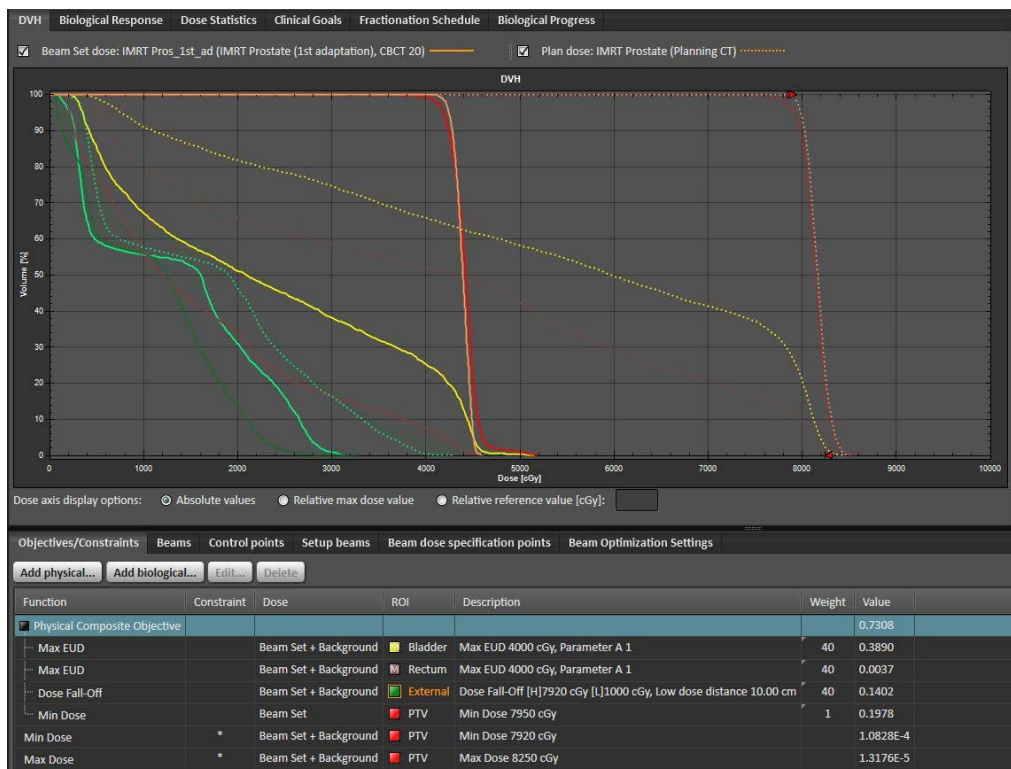 DVH Biological Response Dose Statistics Clinical Goals Fractionation Schedule Biological Progress
Beam Set dose: IMRT Pros_1st_ad (IMRT Prostate (1st adaptation), CBCT 20) Plan dose: IMRT Prostate (Planning CT)
DVH
100
90
80
70
60
50
40
30
20
10
0
Volume [%]
0 1000 2000 3000 4000 5000 6000 7000 8000 9000 10000
Dose [cGy]
Dose axis display options: Absolute values Relative max dose value Relative reference value [cGy]:
Objectives/Constraints Beams Control points Setup beams Beam dose specification points Beam Optimization Settings
Add physical... Add biological... Edit... Delete
Function Constraint Dose ROI Description Weight Value
Physical Composite Objective 0.7308
Max EUD Beam Set + Background Bladder Max EUD 4000 cGy, Parameter A 1 40 0.3890
Max EUD Beam Set + Background Rectum Max EUD 4000 cGy, Parameter A 1 40 0.0037
Dose Fall-Off Beam Set + Background External Dose Fall-Off [H]7920 cGy [L]1000 cGy, Low dose distance 10.00 cm 40 0.1402
Min Dose Beam Set PTV Min Dose 7950 cGy 1 0.1978
Min Dose * Beam Set + Background PTV Min Dose 7920 cGy 1.0828E-4
Max Dose * Beam Set + Background PTV Max Dose 8250 cGy 1.3176E-5